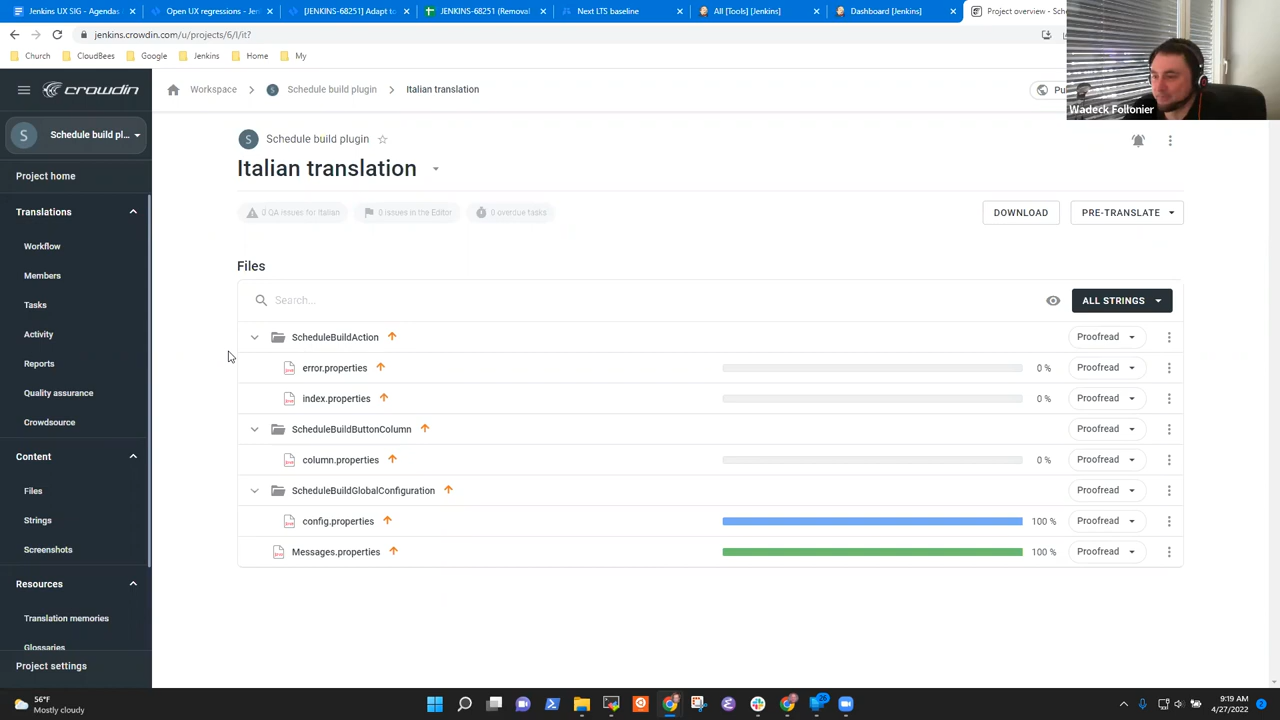 Jenkins UX SIG - Agendas
Open UX regressions - Jen
[JENKINS-68251] Adapt to
JENKINS-68251 (Removal
Next LTS baseline
All [Tools] [Jenkins]
Dashboard [Jenkins]
Project overview - Sch
jenkins.crowdin.com/u/projects/6/l/it?
Church
CloudBees
Google
Jenkins
Home
My
crowdin
Workspace
Schedule build plugin
Italian translation
Pu
Wadeck Follonier
S
Schedule build pl...
S
Schedule build plugin
Italian translation
Project home
Translations
Workflow
Members
Tasks
Activity
Reports
Quality assurance
Crowdsource
Content
Files
Strings
Screenshots
Resources
Translation memories
Glossaries
Project settings
0 QA issues for Italian
0 issues in the Editor
0 overdue tasks
DOWNLOAD
PRE-TRANSLATE
Files
Search...
ALL STRINGS
ScheduleBuildAction
Proofread
error.properties
0 %
Proofread
index.properties
0 %
Proofread
ScheduleBuildButtonColumn
Proofread
column.properties
0 %
Proofread
ScheduleBuildGlobalConfiguration
Proofread
config.properties
100 %
Proofread
Messages.properties
100 %
Proofread
56°F
Mostly cloudy
9:19 AM
4/27/2022